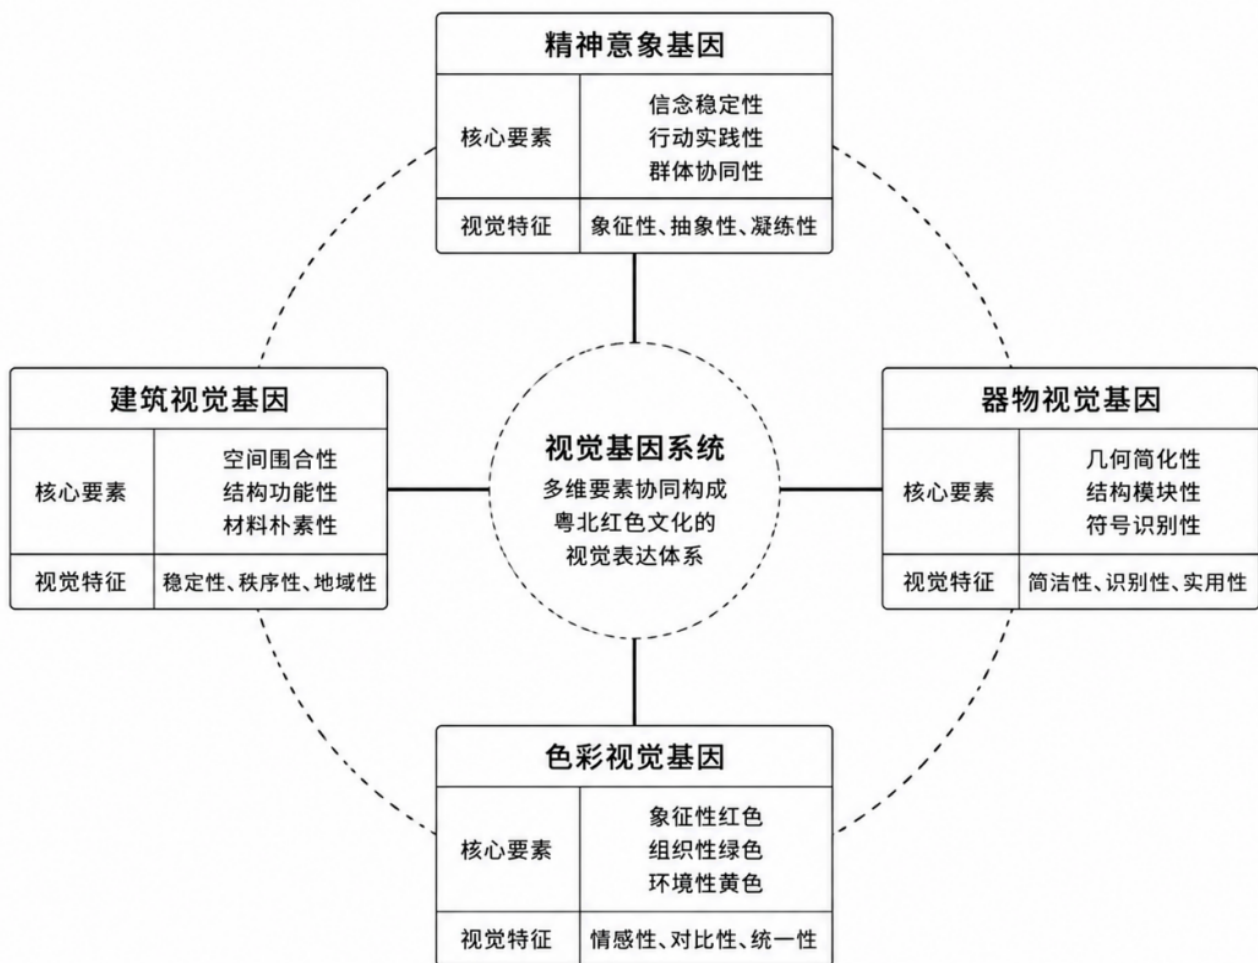 精神意象基因
核心要素
信念稳定性
行动实践性
群体协同性
视觉特征
象征性、抽象性、凝练性
建筑视觉基因
核心要素
空间围合性
结构功能性
材料朴素性
视觉特征
稳定性、秩序性、地域性
视觉基因系统
多维要素协同构成
粤北红色文化的
视觉表达体系
器物视觉基因
核心要素
几何简化性
结构模块性
符号识别性
视觉特征
简洁性、识别性、实用性
色彩视觉基因
核心要素
象征性红色
组织性绿色
环境性黄色
视觉特征
情感性、对比性、统一性